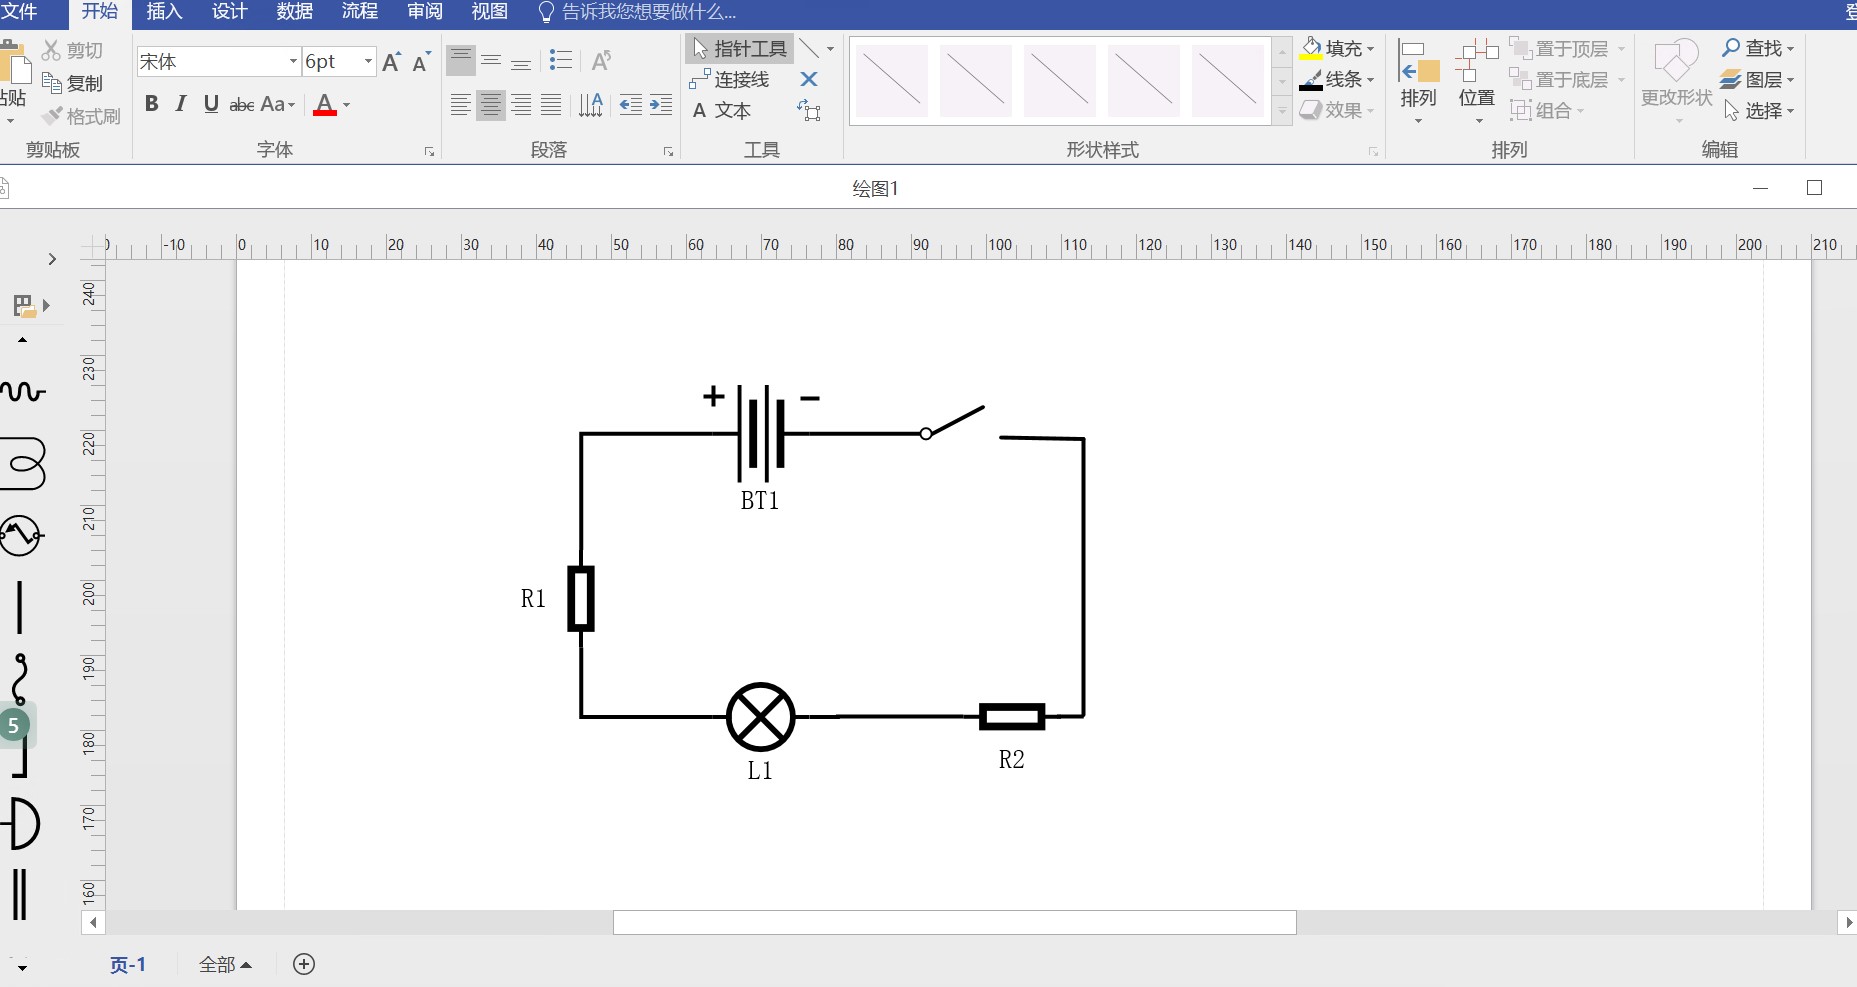 文件 开始 插入 设计 数据 流程 审阅 视图 告诉我您想要做什么...
剪切
复制
格式刷
剪贴板
宋体 6pt A A
B I U abc Aa A
字体
A
段落
指针工具
连接线
A 文本
工具
形状样式
填充
线条
效果
排列 位置
置于顶层
置于底层
组合
排列
更改形状
查找
图层
选择
编辑
绘图1
-10 0 10 20 30 40 50 60 70 80 90 100 110 120 130 140 150 160 170 180 190 200 210
240
230
220
210
200
190
180
170
160
+ −
BT1
R1
L1
R2
5
页-1 全部